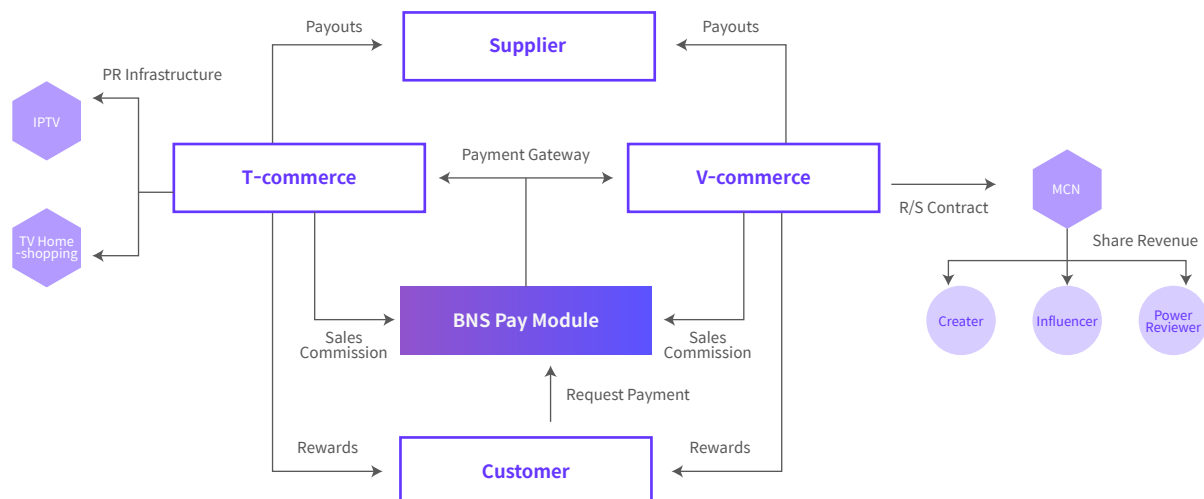 Payouts
Supplier
Payouts
PR Infrastructure
IPTV
T-commerce
Payment Gateway
V-commerce
MCN
R/S Contract
TV Home
-shopping
Share Revenue
BNS Pay Module
Creater
Influencer
Power
Reviewer
Sales
Commission
Sales
Commission
Request Payment
Rewards
Customer
Rewards